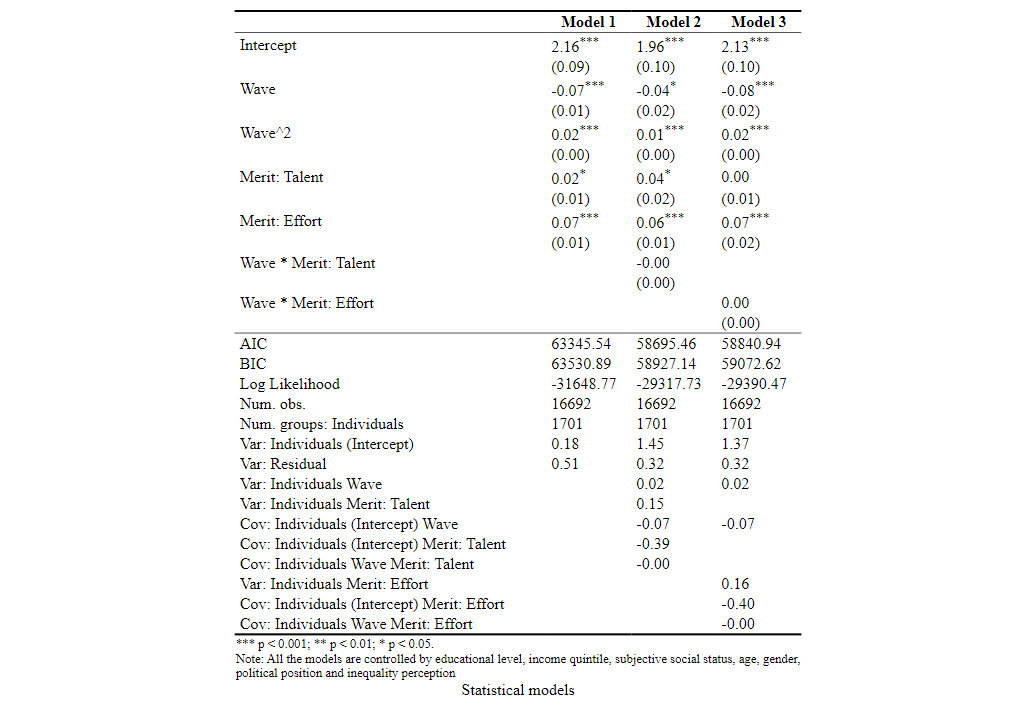 Model 1 Model 2 Model 3
Intercept 2.16*** 1.96*** 2.13***
(0.09) (0.10) (0.10)
Wave -0.07*** -0.04* -0.08***
(0.01) (0.02) (0.02)
Wave^2 0.02*** 0.01*** 0.02***
(0.00) (0.00) (0.00)
Merit: Talent 0.02* 0.04* 0.00
(0.01) (0.02) (0.01)
Merit: Effort 0.07*** 0.06*** 0.07***
(0.01) (0.01) (0.02)
Wave * Merit: Talent -0.00
(0.00)
Wave * Merit: Effort 0.00
(0.00)
AIC 63345.54 58695.46 58840.94
BIC 63530.89 58927.14 59072.62
Log Likelihood -31648.77 -29317.73 -29390.47
Num. obs. 16692 16692 16692
Num. groups: Individuals 1701 1701 1701
Var: Individuals (Intercept) 0.18 1.45 1.37
Var: Residual 0.51 0.32 0.32
Var: Individuals Wave 0.02 0.02
Var: Individuals Merit: Talent 0.15
Cov: Individuals (Intercept) Wave -0.07 -0.07
Cov: Individuals (Intercept) Merit: Talent -0.39
Cov: Individuals Wave Merit: Talent -0.00
Var: Individuals Merit: Effort 0.16
Cov: Individuals (Intercept) Merit: Effort -0.40
Cov: Individuals Wave Merit: Effort -0.00
*** p < 0.001; ** p < 0.01; * p < 0.05.
Note: All the models are controlled by educational level, income quintile, subjective social status, age, gender,
political position and inequality perception
Statistical models